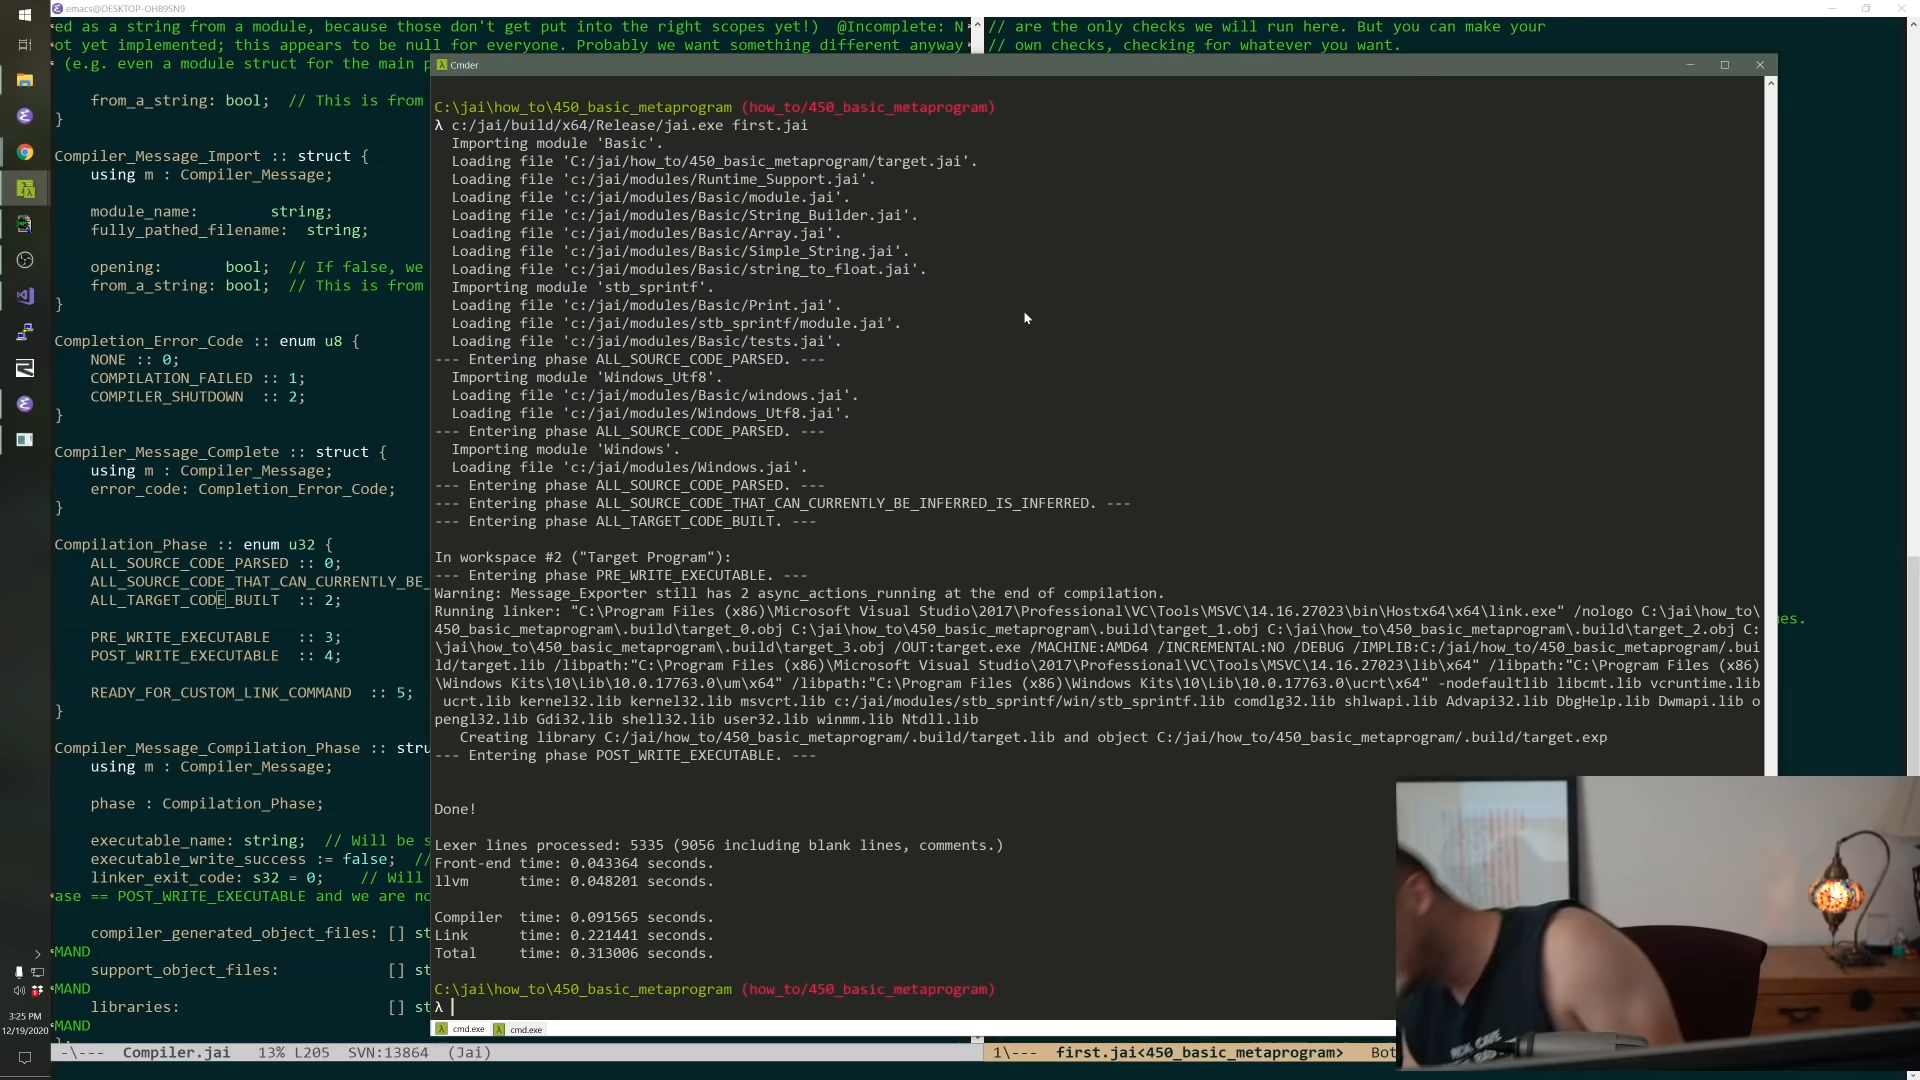 emacs@DESKTOP-OH89SN9
ed as a string from a module, because those don't get put into the right scopes yet!)  @Incomplete: N
ot yet implemented; this appears to be null for everyone. Probably we want something different anyway
(e.g. even a module struct for the main p
from_a_string: bool;  // This is from
}
Compiler_Message_Import :: struct {
using m : Compiler_Message;
module_name:         string;
fully_pathed_filename:  string;
opening:       bool;  // If false, we
from_a_string: bool;  // This is from
}
Completion_Error_Code :: enum u8 {
NONE :: 0;
COMPILATION_FAILED :: 1;
COMPILER_SHUTDOWN  :: 2;
}
Compiler_Message_Complete :: struct {
using m : Compiler_Message;
error_code: Completion_Error_Code;
}
Compilation_Phase :: enum u32 {
ALL_SOURCE_CODE_PARSED :: 0;
ALL_SOURCE_CODE_THAT_CAN_CURRENTLY_BE_
ALL_TARGET_CODE_BUILT  :: 2;
PRE_WRITE_EXECUTABLE   :: 3;
POST_WRITE_EXECUTABLE  :: 4;
READY_FOR_CUSTOM_LINK_COMMAND  :: 5;
}
Compiler_Message_Compilation_Phase :: stru
using m : Compiler_Message;
phase : Compilation_Phase;
executable_name: string;  // Will be s
executable_write_success := false;  //
linker_exit_code: s32 = 0;    // Will
ase == POST_WRITE_EXECUTABLE and we are no
compiler_generated_object_files: [] st
MAND
support_object_files:            [] st
MAND
libraries:                       [] st
MAND
-\---  Compiler.jai   13% L205  SVN:13864  (Jai)
// are the only checks we will run here. But you can make your
// own checks, checking for whatever you want.
ues.
1\---  first.jai<450_basic_metaprogram>   Bot
Cmder
C:\jai\how_to\450_basic_metaprogram (how_to/450_basic_metaprogram)
λ c:/jai/build/x64/Release/jai.exe first.jai
Importing module 'Basic'.
Loading file 'C:/jai/how_to/450_basic_metaprogram/target.jai'.
Loading file 'c:/jai/modules/Runtime_Support.jai'.
Loading file 'c:/jai/modules/Basic/module.jai'.
Loading file 'c:/jai/modules/Basic/String_Builder.jai'.
Loading file 'c:/jai/modules/Basic/Array.jai'.
Loading file 'c:/jai/modules/Basic/Simple_String.jai'.
Loading file 'c:/jai/modules/Basic/string_to_float.jai'.
Importing module 'stb_sprintf'.
Loading file 'c:/jai/modules/Basic/Print.jai'.
Loading file 'c:/jai/modules/stb_sprintf/module.jai'.
Loading file 'c:/jai/modules/Basic/tests.jai'.
--- Entering phase ALL_SOURCE_CODE_PARSED. ---
Importing module 'Windows_Utf8'.
Loading file 'c:/jai/modules/Basic/windows.jai'.
Loading file 'c:/jai/modules/Windows_Utf8.jai'.
--- Entering phase ALL_SOURCE_CODE_PARSED. ---
Importing module 'Windows'.
Loading file 'c:/jai/modules/Windows.jai'.
--- Entering phase ALL_SOURCE_CODE_PARSED. ---
--- Entering phase ALL_SOURCE_CODE_THAT_CAN_CURRENTLY_BE_INFERRED_IS_INFERRED. ---
--- Entering phase ALL_TARGET_CODE_BUILT. ---
In workspace #2 ("Target Program"):
--- Entering phase PRE_WRITE_EXECUTABLE. ---
Warning: Message_Exporter still has 2 async_actions_running at the end of compilation.
Running linker: "C:\Program Files (x86)\Microsoft Visual Studio\2017\Professional\VC\Tools\MSVC\14.16.27023\bin\Hostx64\x64\link.exe" /nologo C:\jai\how_to\
450_basic_metaprogram\.build\target_0.obj C:\jai\how_to\450_basic_metaprogram\.build\target_1.obj C:\jai\how_to\450_basic_metaprogram\.build\target_2.obj C:
\jai\how_to\450_basic_metaprogram\.build\target_3.obj /OUT:target.exe /MACHINE:AMD64 /INCREMENTAL:NO /DEBUG /IMPLIB:C:/jai/how_to/450_basic_metaprogram/.bui
ld/target.lib /libpath:"C:\Program Files (x86)\Microsoft Visual Studio\2017\Professional\VC\Tools\MSVC\14.16.27023\lib\x64" /libpath:"C:\Program Files (x86)
\Windows Kits\10\Lib\10.0.17763.0\um\x64" /libpath:"C:\Program Files (x86)\Windows Kits\10\Lib\10.0.17763.0\ucrt\x64" -nodefaultlib libcmt.lib vcruntime.lib
ucrt.lib kernel32.lib kernel32.lib msvcrt.lib c:/jai/modules/stb_sprintf/win/stb_sprintf.lib comdlg32.lib shlwapi.lib Advapi32.lib DbgHelp.lib Dwmapi.lib o
pengl32.lib Gdi32.lib shell32.lib user32.lib winmm.lib Ntdll.lib
Creating library C:/jai/how_to/450_basic_metaprogram/.build/target.lib and object C:/jai/how_to/450_basic_metaprogram/.build/target.exp
--- Entering phase POST_WRITE_EXECUTABLE. ---
Done!
Lexer lines processed: 5335 (9056 including blank lines, comments.)
Front-end time: 0.043364 seconds.
llvm      time: 0.048201 seconds.
Compiler  time: 0.091565 seconds.
Link      time: 0.221441 seconds.
Total     time: 0.313006 seconds.
C:\jai\how_to\450_basic_metaprogram (how_to/450_basic_metaprogram)
λ
cmd.exe   cmd.exe
3:25 PM
12/19/2020